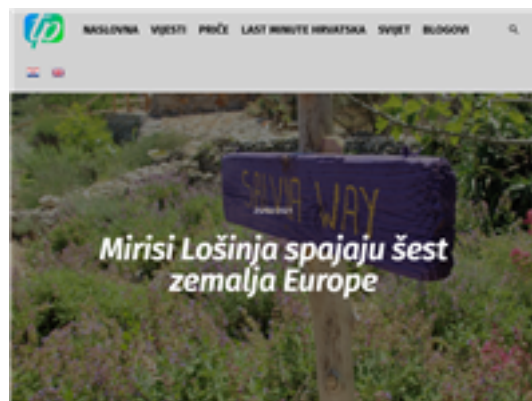 NASLOVNA VIJESTI PRIČE LAST MINUTE HRVATSKA SVIJET BLOGOVI
SALVIA WAY
Mirisi Lošinja spajaju šest
zemalja Europe